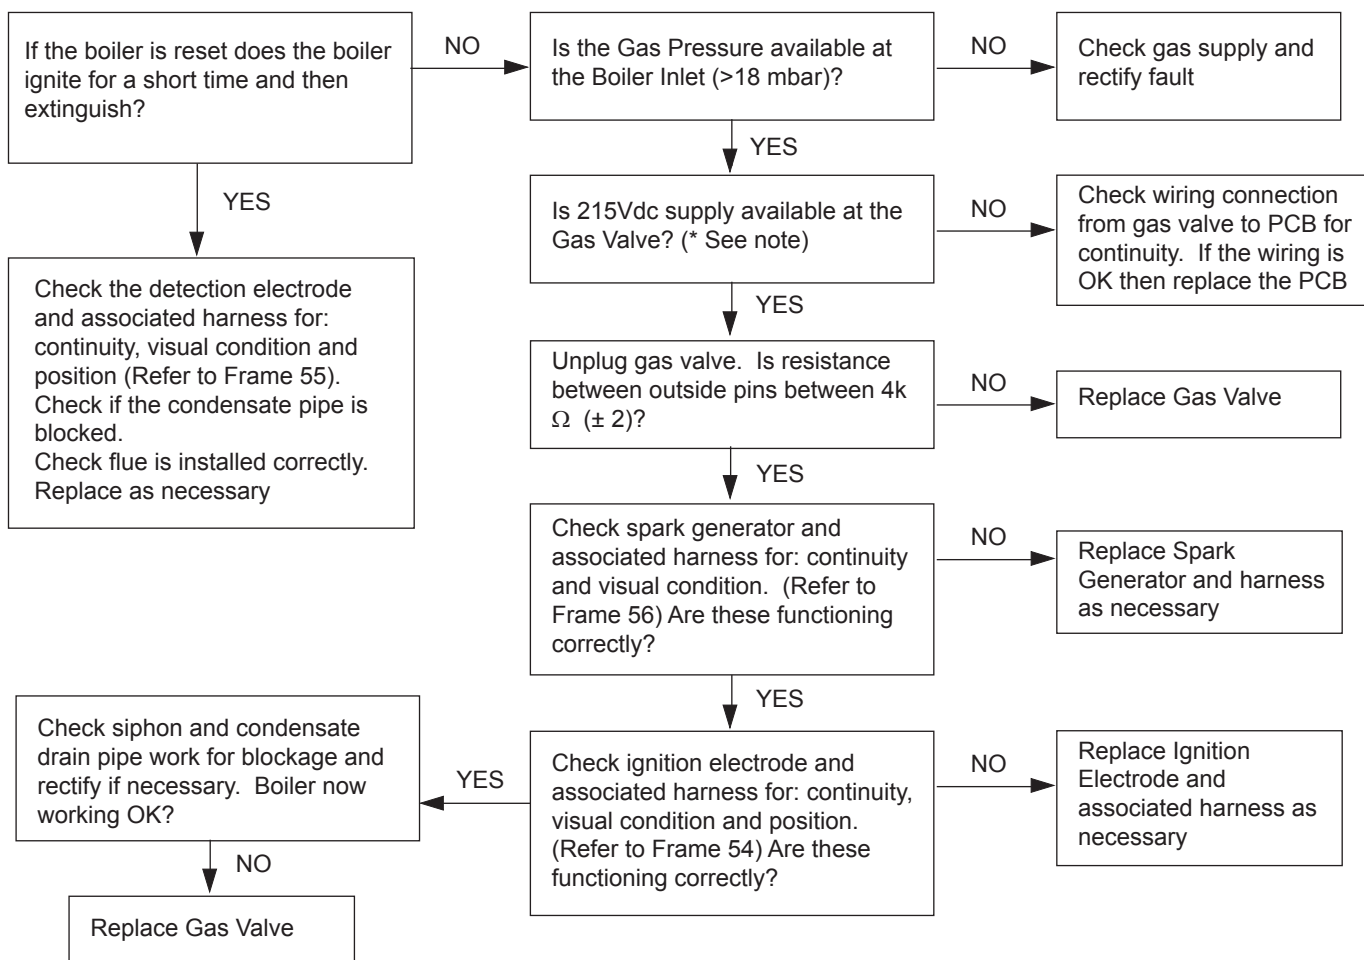 If the boiler is reset does the boiler
ignite for a short time and then
extinguish?
NO
Is the Gas Pressure available at
the Boiler Inlet (>18 mbar)?
NO
Check gas supply and
rectify fault
YES
YES
Is 215Vdc supply available at the
Gas Valve? (* See note)
NO
Check wiring connection
from gas valve to PCB for
continuity.  If the wiring is
OK then replace the PCB
Check the detection electrode
and associated harness for:
continuity, visual condition and
position (Refer to Frame 55).
Check if the condensate pipe is
blocked.
Check flue is installed correctly.
Replace as necessary
YES
Unplug gas valve.  Is resistance
between outside pins between 4k
Ω (± 2)?
NO
Replace Gas Valve
YES
Check spark generator and
associated harness for: continuity
and visual condition.  (Refer to
Frame 56) Are these functioning
correctly?
NO
Replace Spark
Generator and harness
as necessary
YES
Check ignition electrode and
associated harness for: continuity,
visual condition and position.
(Refer to Frame 54) Are these
functioning correctly?
NO
Replace Ignition
Electrode and
associated harness as
necessary
YES
Check siphon and condensate
drain pipe work for blockage and
rectify if necessary.  Boiler now
working OK?
NO
Replace Gas Valve